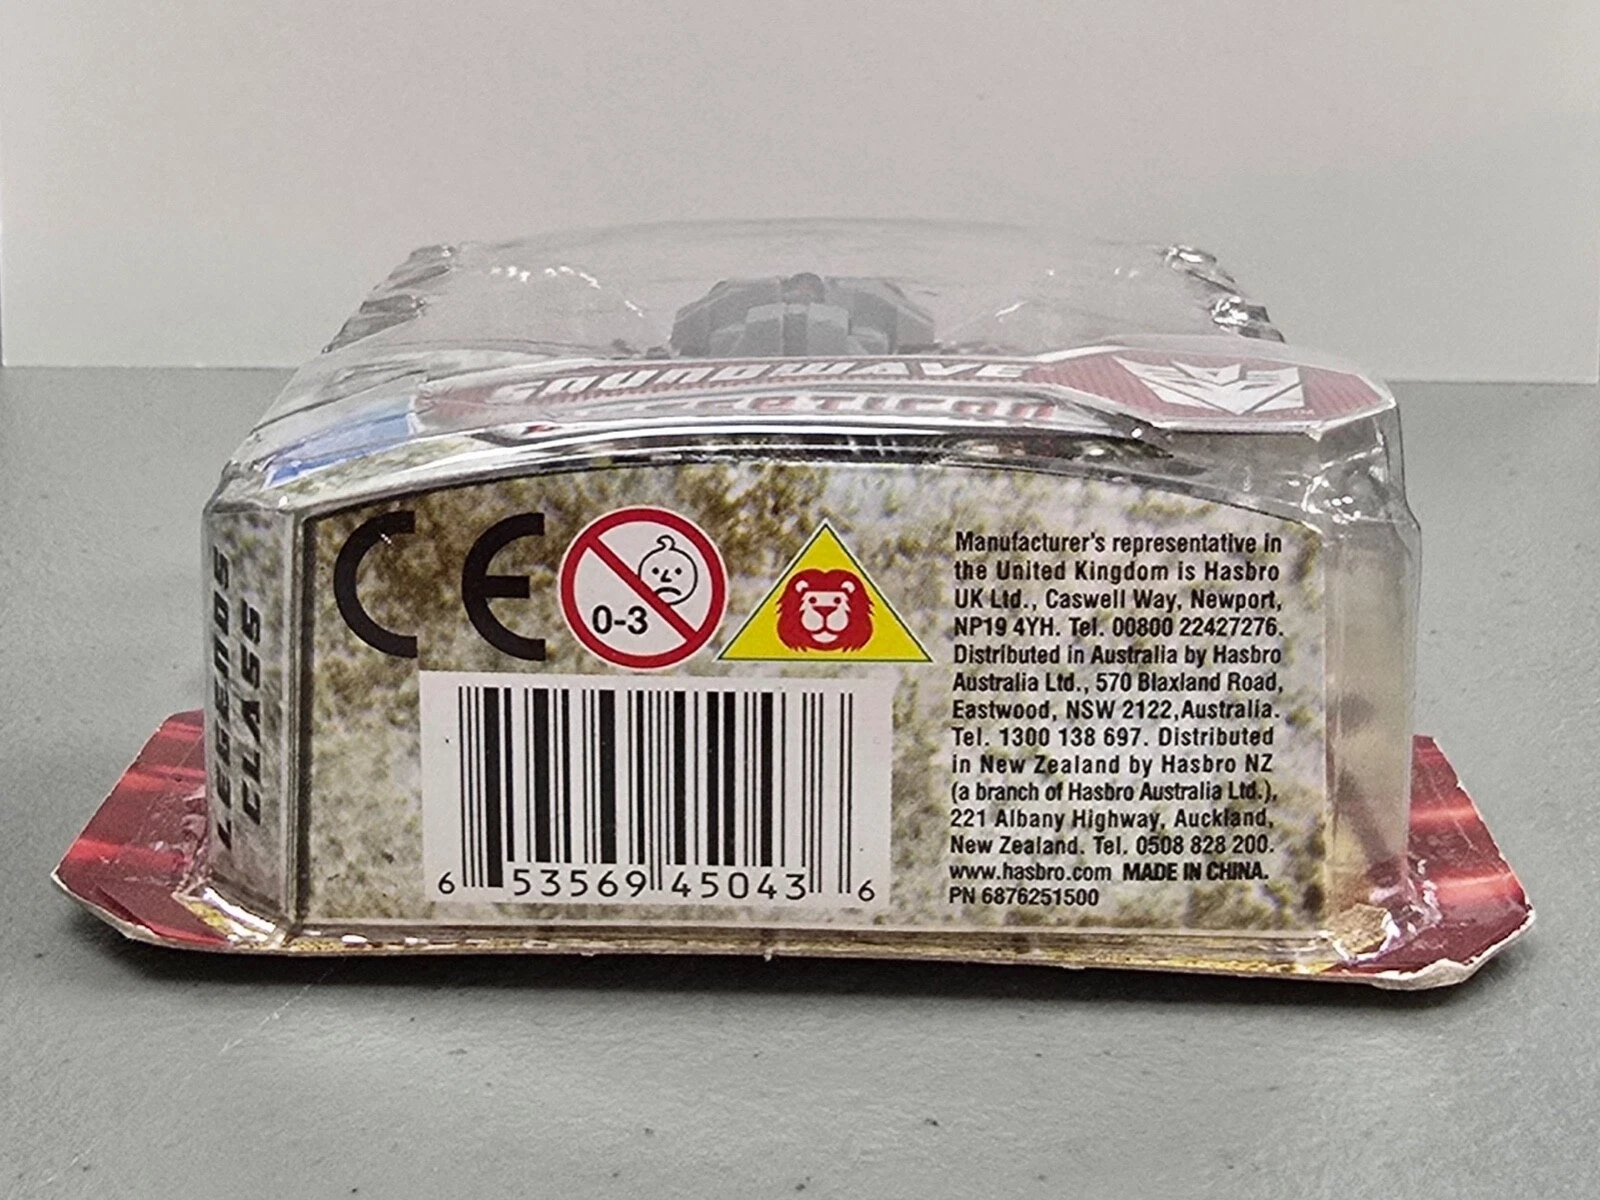 SOUNDWAVE
DECEPTICON
LEGENDS
CLASS
CE
0-3
Manufacturer's representative in
the United Kingdom is Hasbro
UK Ltd., Caswell Way, Newport,
NP19 4YH. Tel. 00800 22427276.
Distributed in Australia by Hasbro
Australia Ltd., 570 Blaxland Road,
Eastwood, NSW 2122,Australia.
Tel. 1300 138 697. Distributed
in New Zealand by Hasbro NZ
(a branch of Hasbro Australia Ltd.),
221 Albany Highway, Auckland,
New Zealand. Tel. 0508 828 200.
www.hasbro.com MADE IN CHINA.
PN 6876251500
6 53569 45043 6